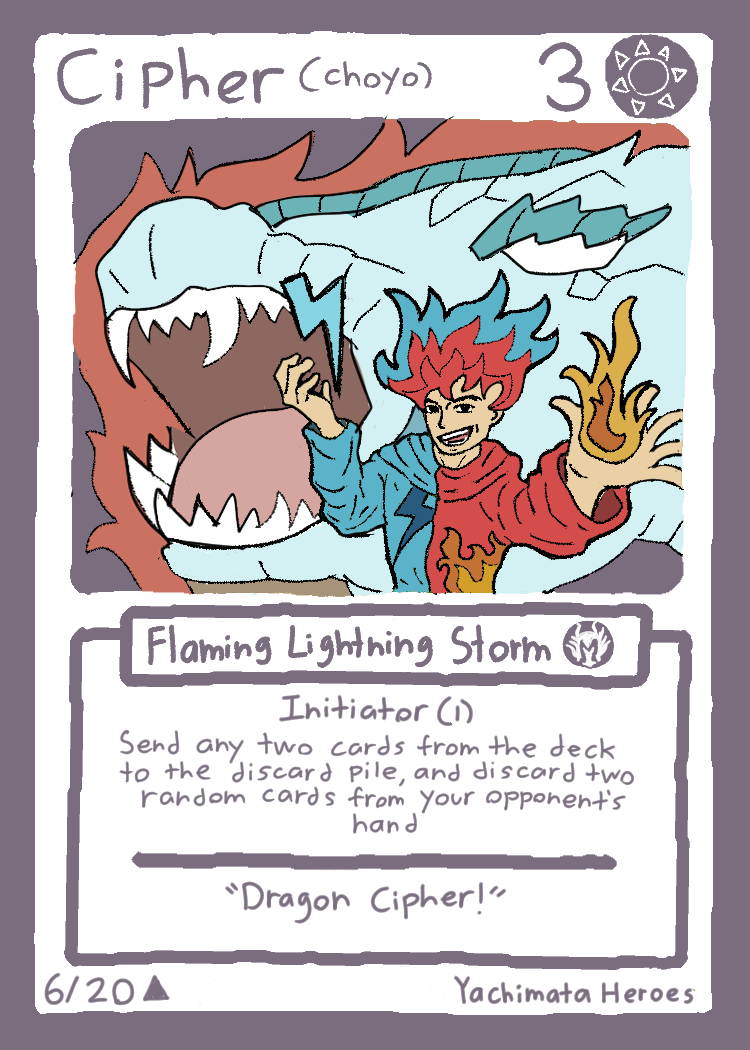 Cipher (choyo) 3
Flaming Lightning Storm
Initiator (1)
Send any two cards from the deck
to the discard pile, and discard two
random cards from your opponent's
hand
"Dragon Cipher!"
6/20▲ Yachimata Heroes